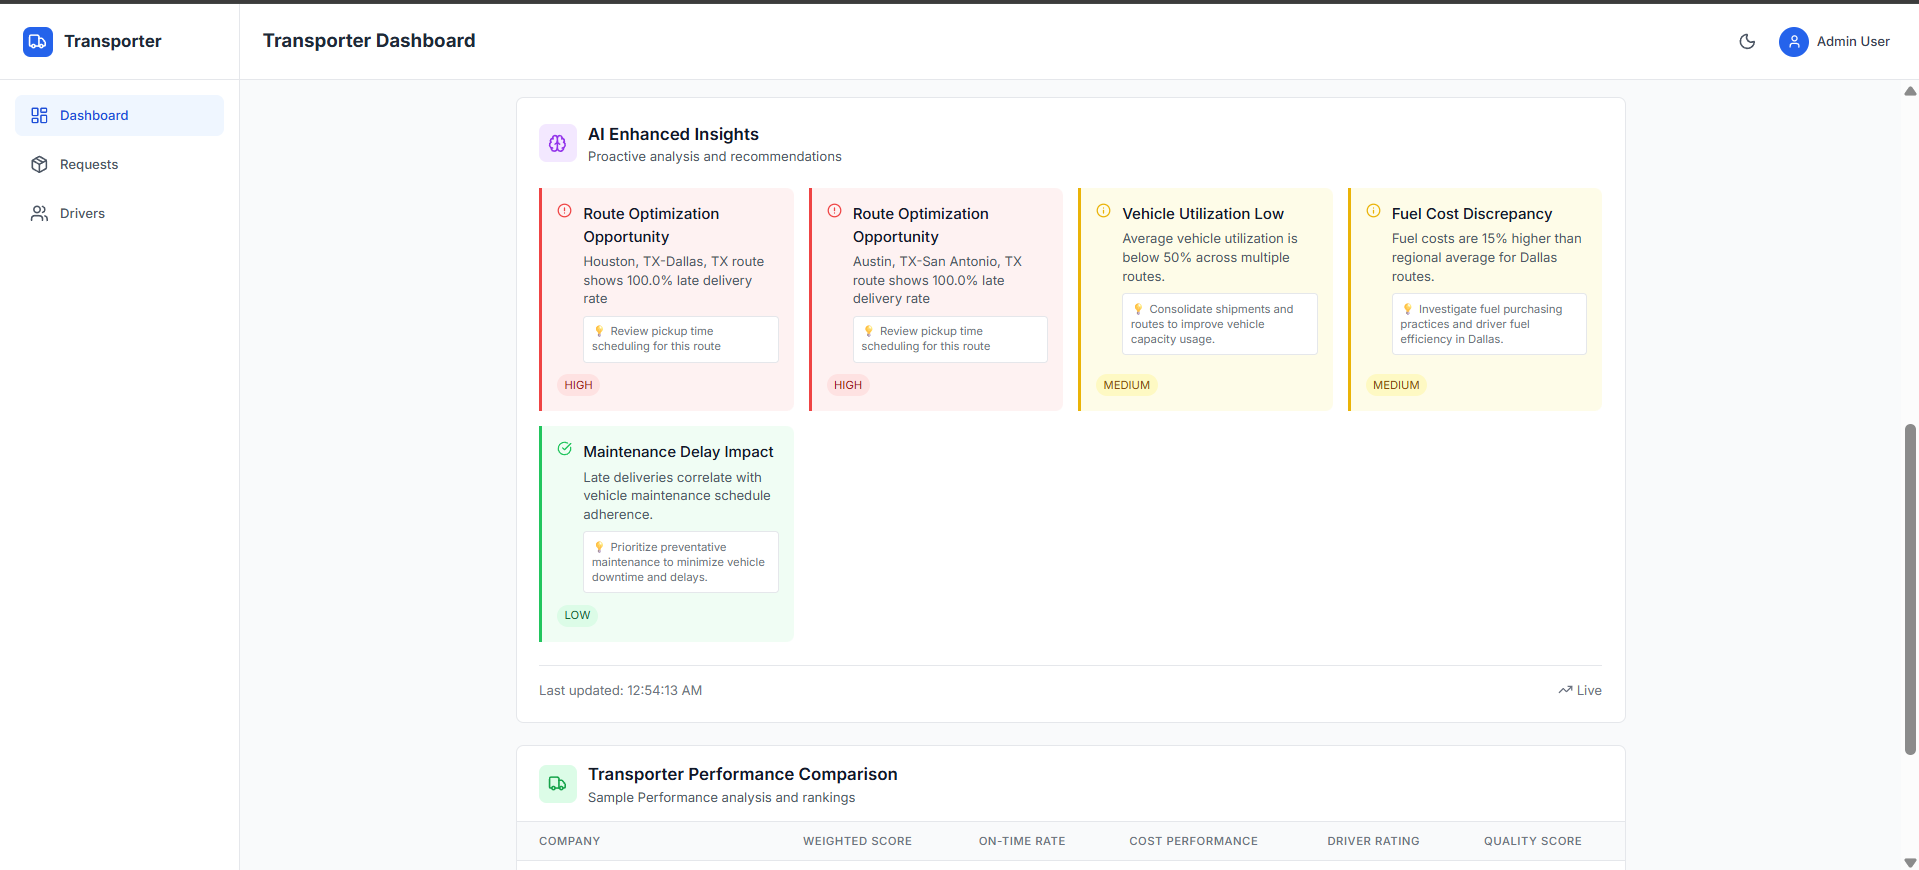 Transporter
Transporter Dashboard
Admin User
Dashboard
Requests
Drivers
AI Enhanced Insights
Proactive analysis and recommendations
Route Optimization
Opportunity
Houston, TX-Dallas, TX route
shows 100.0% late delivery
rate
💡 Review pickup time
scheduling for this route
HIGH
Route Optimization
Opportunity
Austin, TX-San Antonio, TX
route shows 100.0% late
delivery rate
💡 Review pickup time
scheduling for this route
HIGH
Vehicle Utilization Low
Average vehicle utilization is
below 50% across multiple
routes.
💡 Consolidate shipments and
routes to improve vehicle
capacity usage.
MEDIUM
Fuel Cost Discrepancy
Fuel costs are 15% higher than
regional average for Dallas
routes.
💡 Investigate fuel purchasing
practices and driver fuel
efficiency in Dallas.
MEDIUM
Maintenance Delay Impact
Late deliveries correlate with
vehicle maintenance schedule
adherence.
💡 Prioritize preventative
maintenance to minimize vehicle
downtime and delays.
LOW
Last updated: 12:54:13 AM
Live
Transporter Performance Comparison
Sample Performance analysis and rankings
COMPANY WEIGHTED SCORE ON-TIME RATE COST PERFORMANCE DRIVER RATING QUALITY SCORE